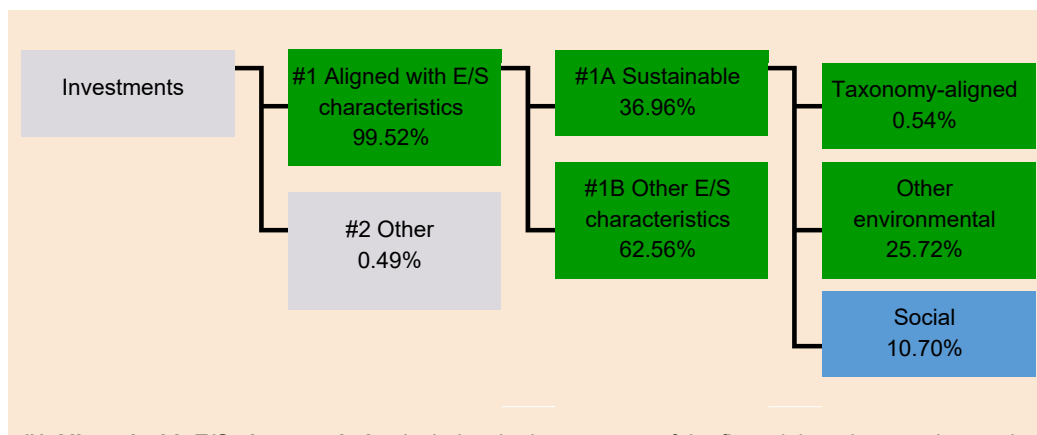 Investments
#1 Aligned with E/S
characteristics
99.52%
#2 Other
0.49%
#1A Sustainable
36.96%
#1B Other E/S
characteristics
62.56%
Taxonomy-aligned
0.54%
Other
environmental
25.72%
Social
10.70%